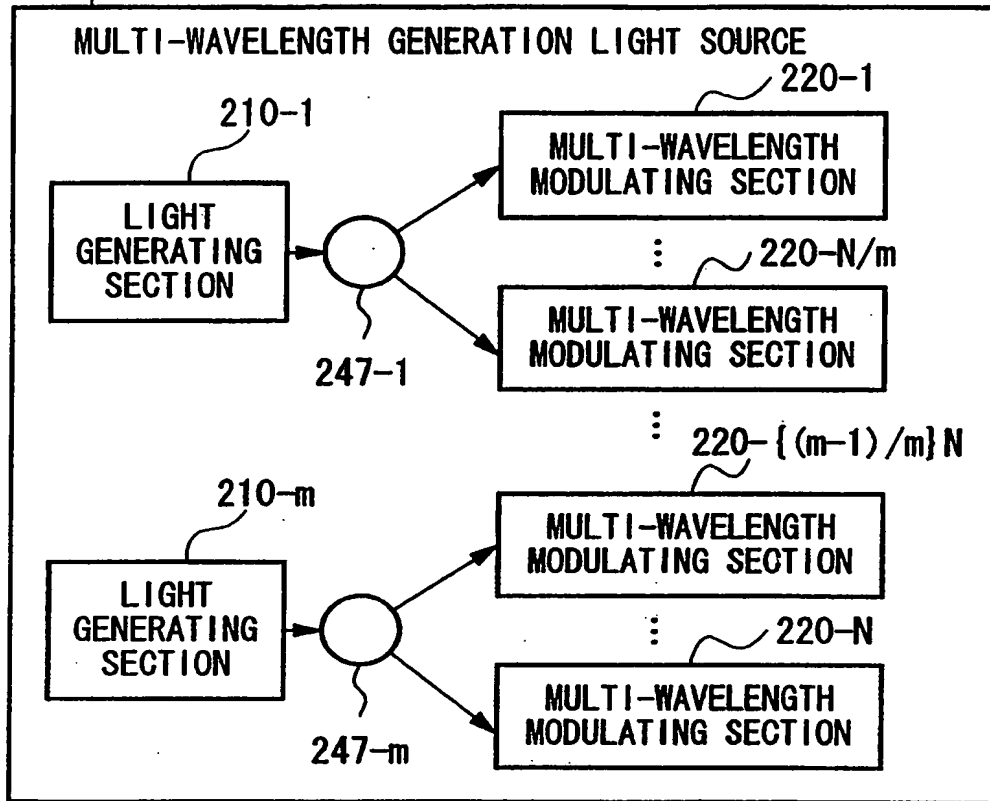 MULTI-WAVELENGTH GENERATION LIGHT SOURCE
220-1
210-1
MULTI-WAVELENGTH
MODULATING SECTION
LIGHT
GENERATING
SECTION
220-N/m
MULTI-WAVELENGTH
MODULATING SECTION
247-1
220-{(m-1)/m}N
210-m
MULTI-WAVELENGTH
MODULATING SECTION
LIGHT
GENERATING
SECTION
220-N
MULTI-WAVELENGTH
MODULATING SECTION
247-m